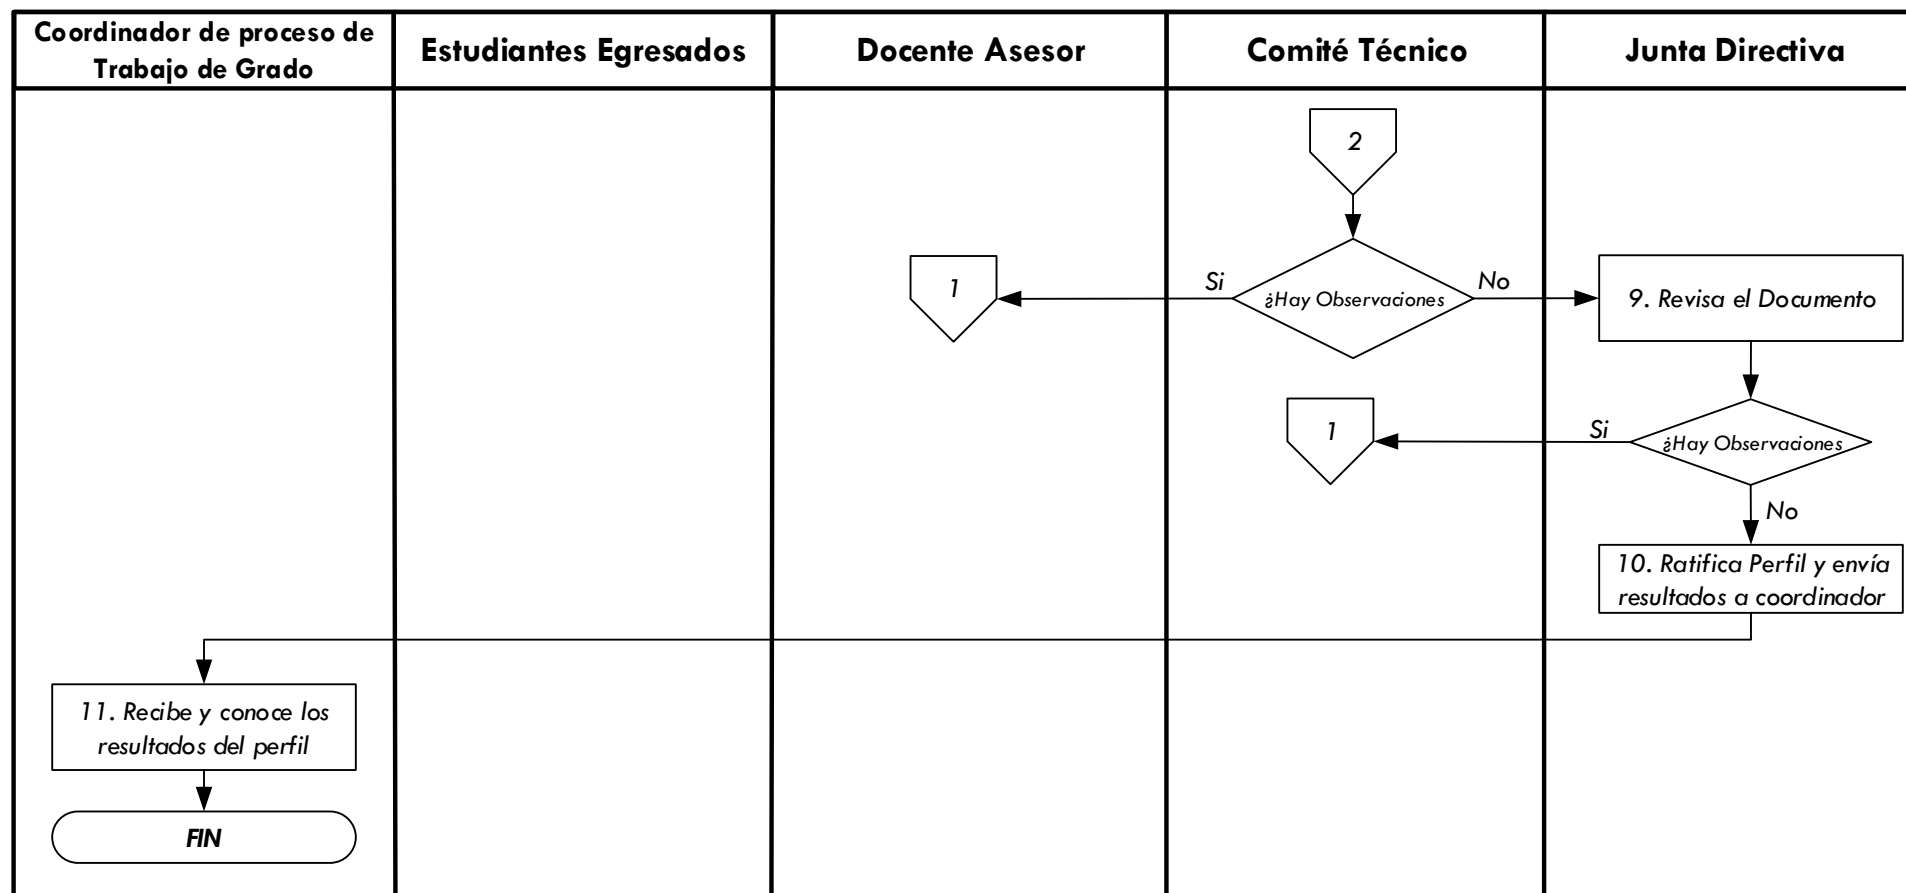 Coordinador de proceso de
Trabajo de Grado
Estudiantes Egresados
Docente Asesor
Comité Técnico
Junta Directiva
2
1
Si
¿Hay Observaciones
No
9. Revisa el Documento
1
Si
¿Hay Observaciones
No
10. Ratifica Perfil y envía
resultados a coordinador
11. Recibe y conoce los
resultados del perfil
FIN